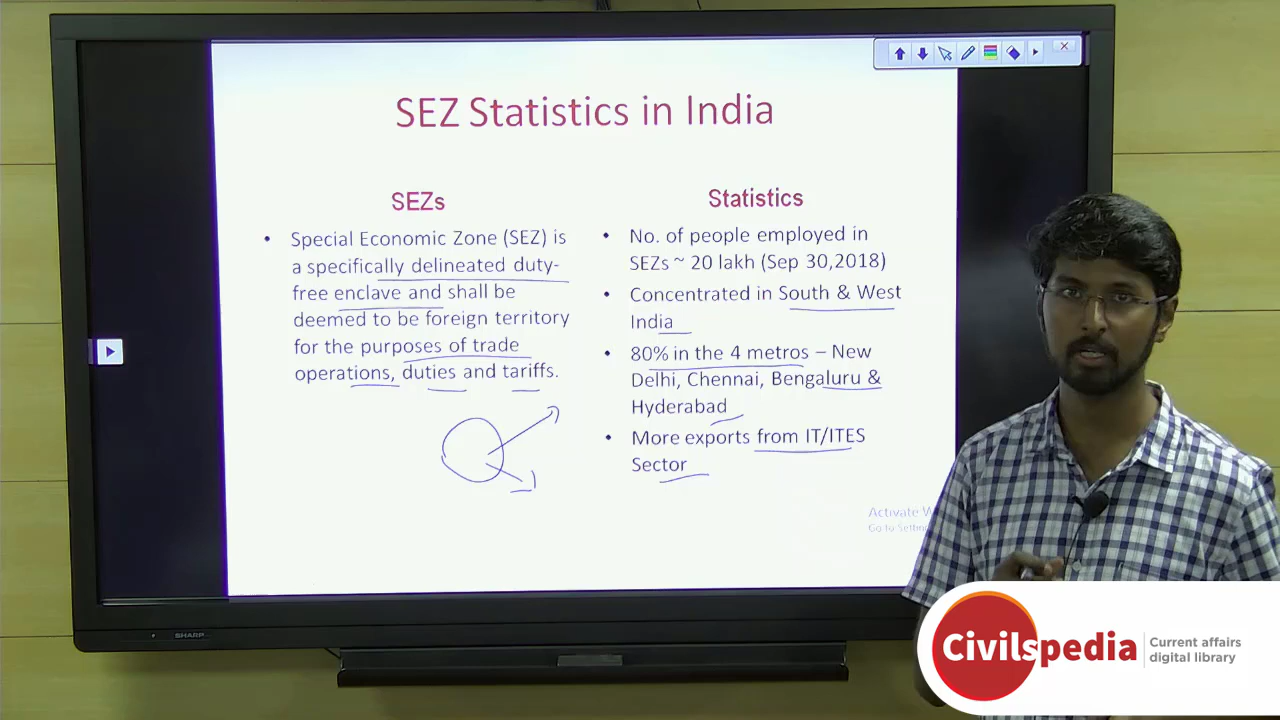 SEZ Statistics in India
SEZs
• Special Economic Zone (SEZ) is
a specifically delineated duty-
free enclave and shall be
deemed to be foreign territory
for the purposes of trade
operations, duties and tariffs.
Statistics
• No. of people employed in
SEZs ~ 20 lakh (Sep 30,2018)
• Concentrated in South & West
India
• 80% in the 4 metros – New
Delhi, Chennai, Bengaluru &
Hyderabad
• More exports from IT/ITES
Sector
Activate
Go to
SHARP
Civilspedia
Current affairs
digital library